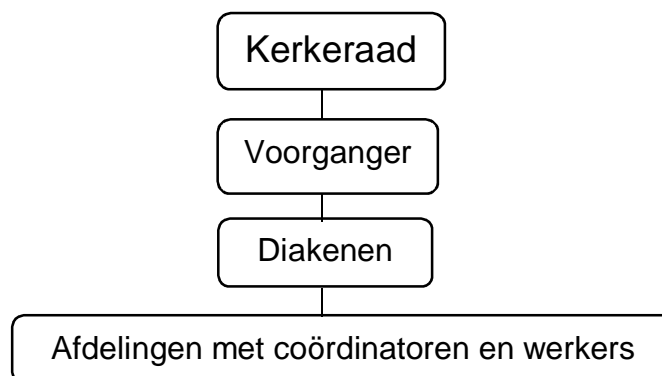 Kerkeraad
Voorganger
Diakenen
Afdelingen met coördinatoren en werkers